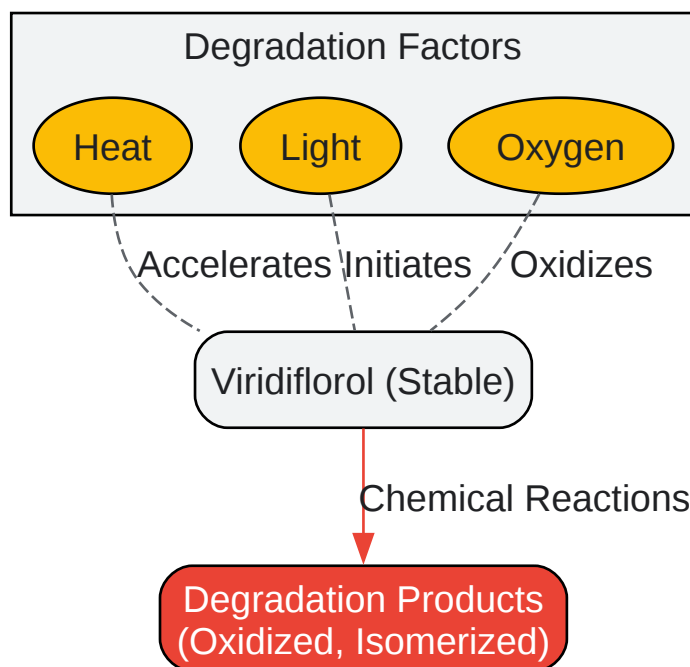 Degradation Factors
Heat
Light
Oxygen
Accelerates
Initiates
Oxidizes
Viridiflorol (Stable)
Chemical Reactions
Degradation Products
(Oxidized, Isomerized)